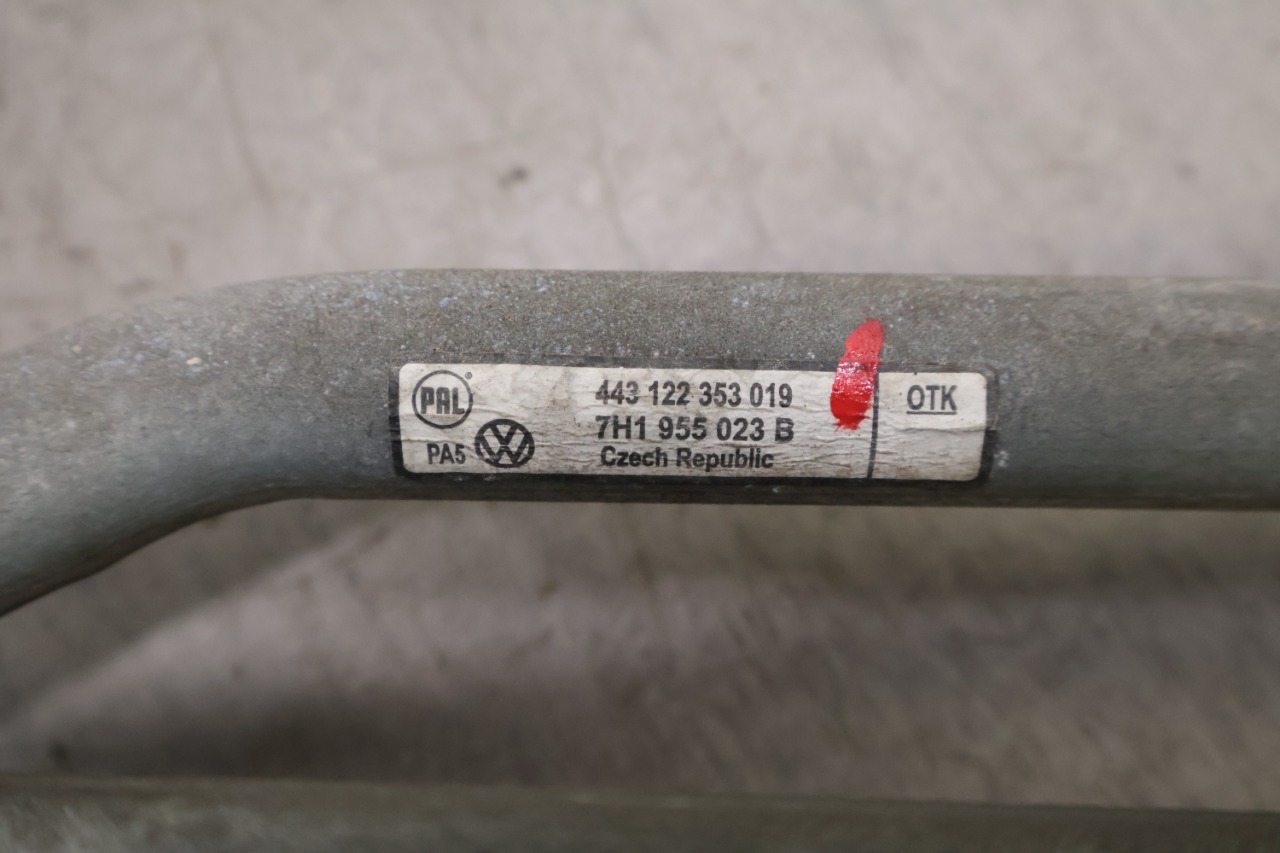 PAL®
PA5
443 122 353 019
7H1 955 023 B
Czech Republic
OTK